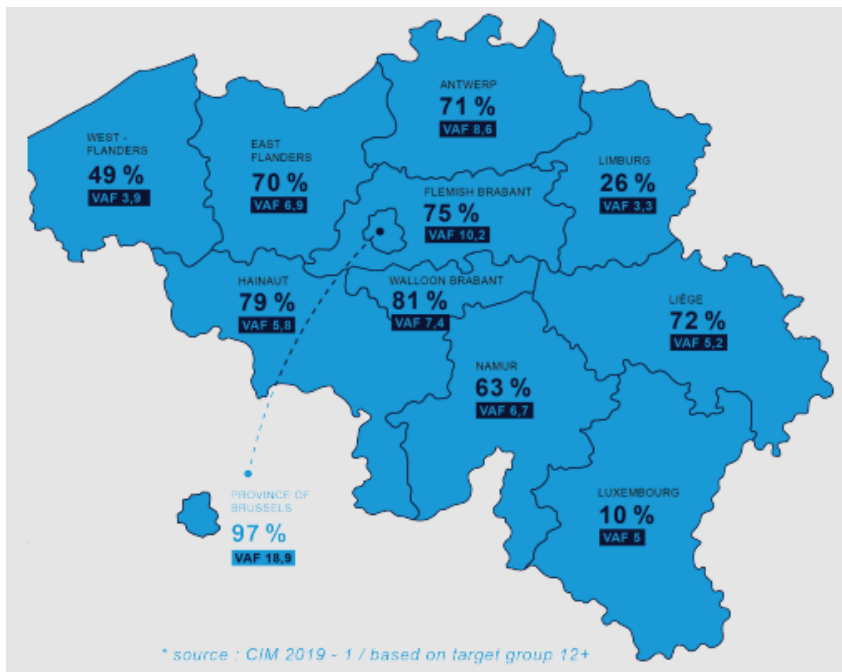 ANTWERP
71 %
VAF 8,6
WEST -
FLANDERS
49 %
VAF 3,9
EAST
FLANDERS
70 %
VAF 6,9
LIMBURG
26 %
VAF 3,3
FLEMISH BRABANT
75 %
VAF 10,2
HAINAUT
79 %
VAF 5,8
WALLOON BRABANT
81 %
VAF 7,4
LIÈGE
72 %
VAF 5,2
NAMUR
63 %
VAF 6,7
LUXEMBOURG
10 %
VAF 5
PROVINCE OF
BRUSSELS
97 %
VAF 18,9
* source : CIM 2019 - 1 / based on target group 12+